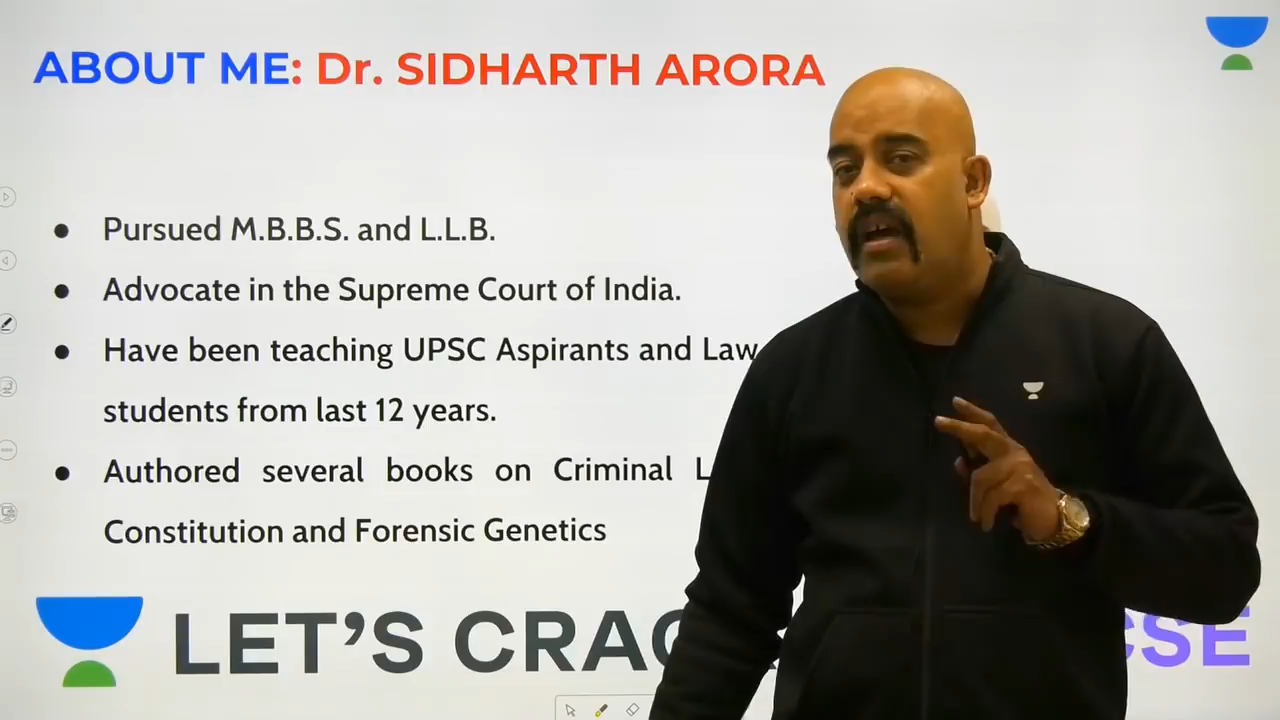 ABOUT ME: Dr. SIDHARTH ARORA
Pursued M.B.B.S. and L.L.B.
Advocate in the Supreme Court of India.
Have been teaching UPSC Aspirants and Law
students from last 12 years.
Authored several books on Criminal
Constitution and Forensic Genetics
LET'S CSE